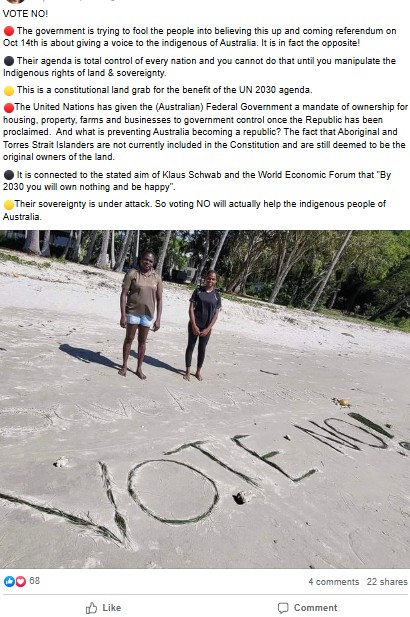 VOTE NO!
The government is trying to fool the people into believing this up and coming referendum on
Oct 14th is about giving a voice to the indigenous of Australia. It is in fact the opposite!
Their agenda is total control of every nation and you cannot do that until you manipulate the
Indigenous rights of land & sovereignty.
This is a constitutional land grab for the benefit of the UN 2030 agenda.
The United Nations has given the (Australian) Federal Government a mandate of ownership for
housing, property, farms and businesses to government control once the Republic has been
proclaimed. And what is preventing Australia becoming a republic? The fact that Aboriginal and
Torres Strait Islanders are not currently included in the Constitution and are still deemed to be the
original owners of the land.
It is connected to the stated aim of Klaus Schwab and the World Economic Forum that "By
2030 you will own nothing and be happy".
Their sovereignty is under attack. So voting NO will actually help the indigenous people of
Australia.
VOTE NO!
68
4 comments 22 shares
Like
Comment